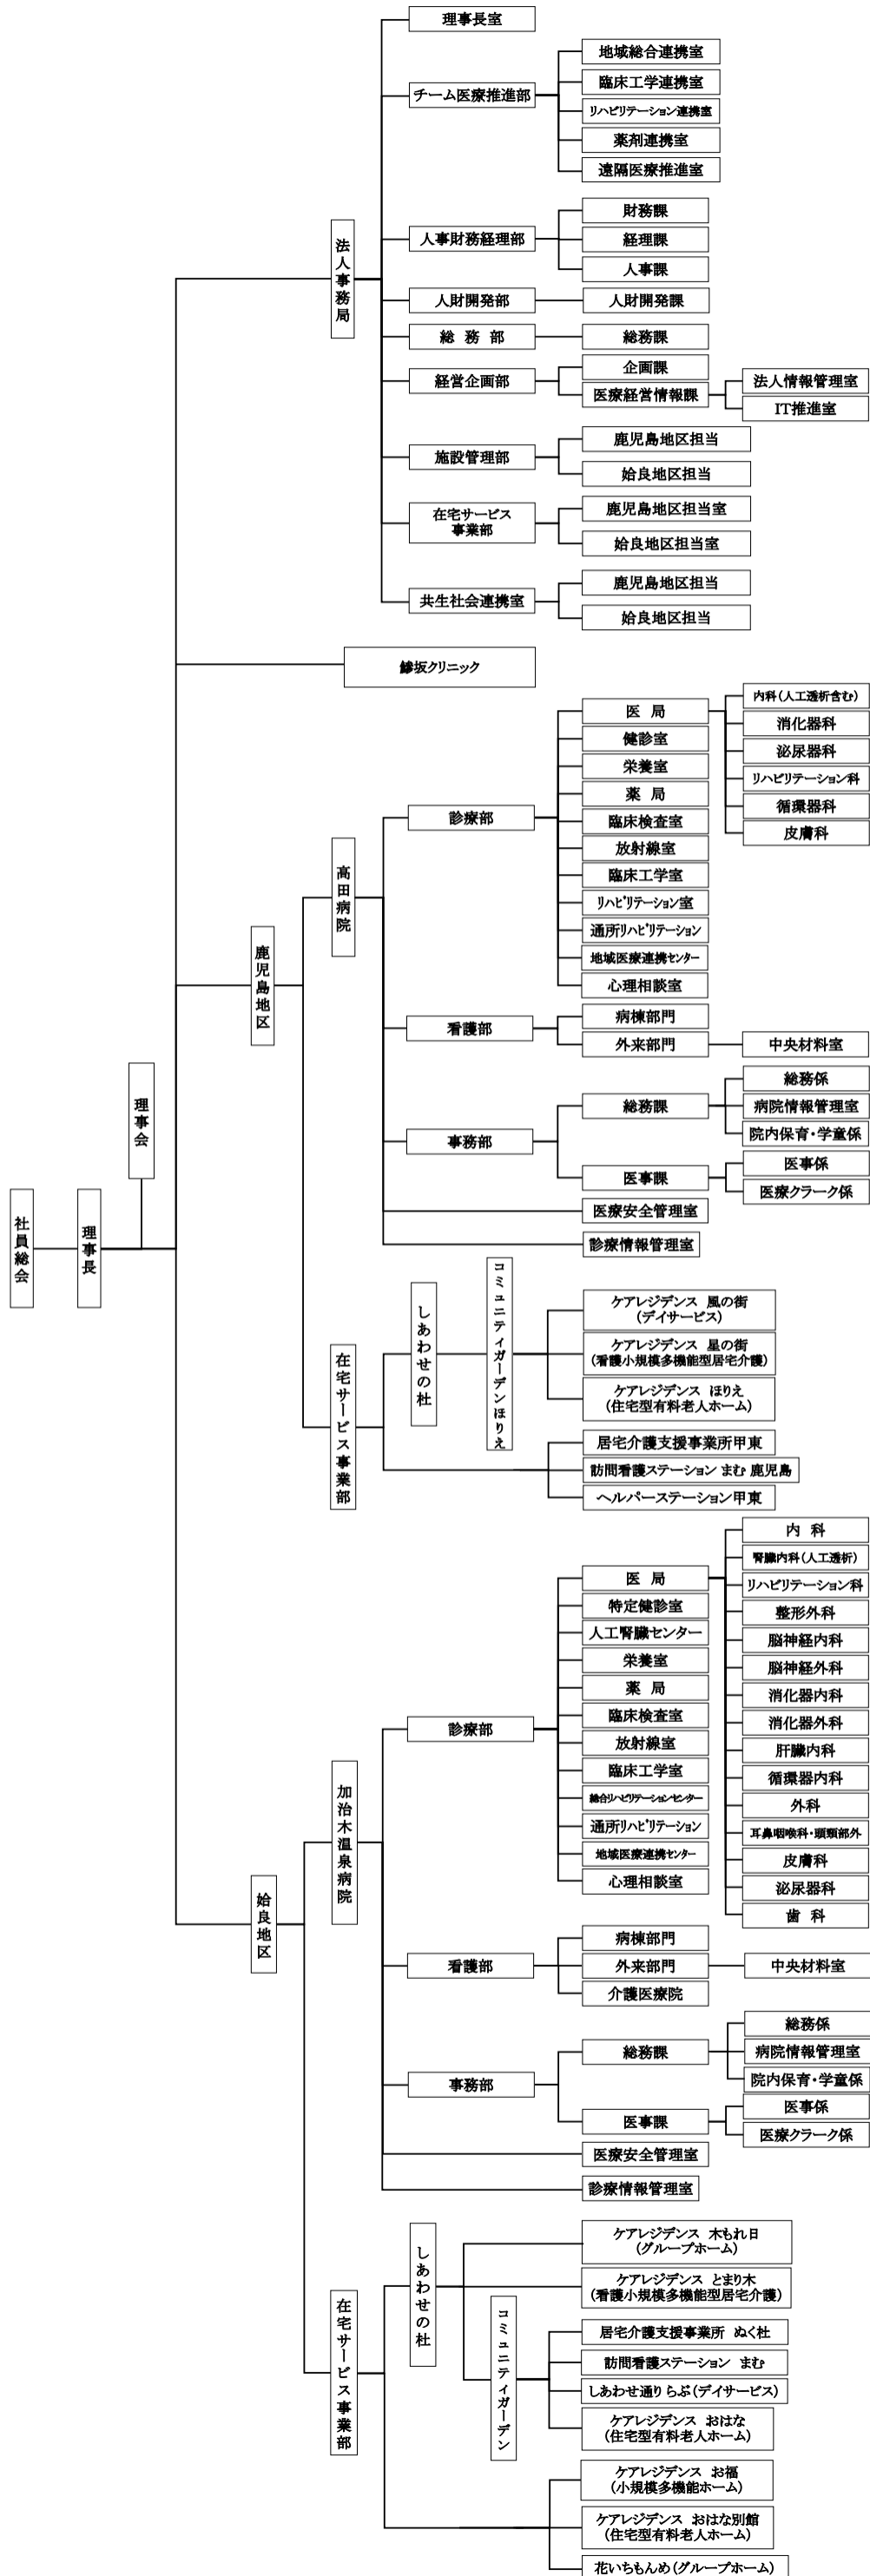 社員総会
理事長
理事会
法人事務局
理事長室
チーム医療推進部
地域総合連携室
臨床工学連携室
リハビリテーション連携室
薬剤連携室
遠隔医療推進室
人事財務経理部
財務課
経理課
人事課
人財開発部
人財開発課
総 務 部
総務課
経営企画部
企画課
医療経営情報課
法人情報管理室
IT推進室
施設管理部
鹿児島地区担当
姶良地区担当
在宅サービス
事業部
鹿児島地区担当室
姶良地区担当室
共生社会連携室
鹿児島地区担当
姶良地区担当
鰺坂クリニック
鹿児島地区
高田病院
診療部
医 局
内科(人工透析含む)
消化器科
泌尿器科
リハビリテーション科
循環器科
皮膚科
健診室
栄養室
薬 局
臨床検査室
放射線室
臨床工学室
リハビリテーション室
通所リハビリテーション
地域医療連携センター
心理相談室
看護部
病棟部門
外来部門
中央材料室
事務部
総務課
総務係
病院情報管理室
院内保育・学童係
医事課
医事係
医療クラーク係
医療安全管理室
診療情報管理室
在宅サービス事業部
しあわせの杜
コミュニティガーデンほりえ
ケアレジデンス 風の街
(デイサービス)
ケアレジデンス 星の街
(看護小規模多機能型居宅介護)
ケアレジデンス ほりえ
(住宅型有料老人ホーム)
居宅介護支援事業所甲東
訪問看護ステーション まむ 鹿児島
ヘルパーステーション甲東
姶良地区
加治木温泉病院
診療部
医 局
内 科
腎臓内科(人工透析)
リハビリテーション科
整形外科
脳神経内科
脳神経外科
消化器内科
消化器外科
肝臓内科
循環器内科
外科
耳鼻咽喉科・頭頸部外
皮膚科
泌尿器科
歯 科
特定健診室
人工腎臓センター
栄養室
薬 局
臨床検査室
放射線室
臨床工学室
総合リハビリテーションセンター
通所リハビリテーション
地域医療連携センター
心理相談室
看護部
病棟部門
外来部門
中央材料室
介護医療院
事務部
総務課
総務係
病院情報管理室
院内保育・学童係
医事課
医事係
医療クラーク係
医療安全管理室
診療情報管理室
在宅サービス事業部
しあわせの杜
ケアレジデンス 木もれ日
(グループホーム)
ケアレジデンス とまり木
(看護小規模多機能型居宅介護)
コミュニティガーデン
居宅介護支援事業所 ぬく杜
訪問看護ステーション まむ
しあわせ通りらぶ(デイサービス)
ケアレジデンス おはな
(住宅型有料老人ホーム)
ケアレジデンス お福
(小規模多機能ホーム)
ケアレジデンス おはな別館
(住宅型有料老人ホーム)
花いちもんめ(グループホーム)